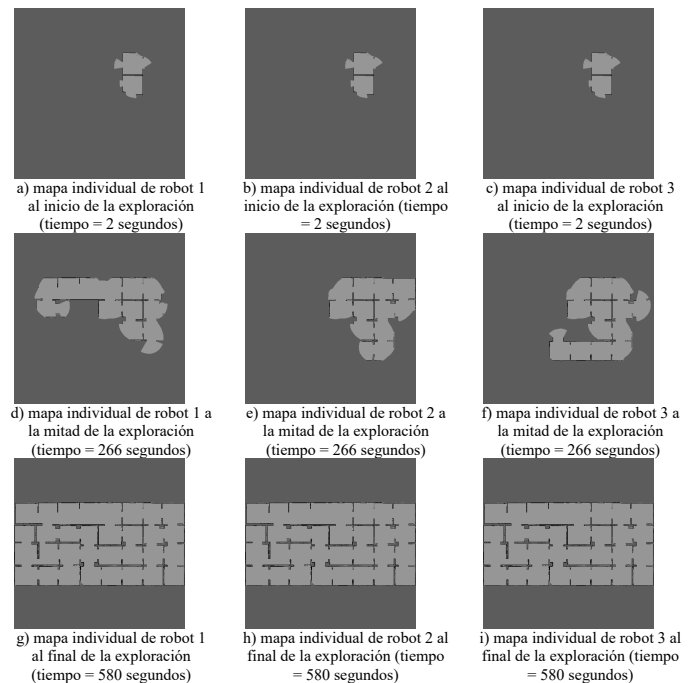 a) mapa individual de robot 1
al inicio de la exploración
(tiempo = 2 segundos)
b) mapa individual de robot 2 al
inicio de la exploración (tiempo
= 2 segundos)
c) mapa individual de robot 3
al inicio de la exploración
(tiempo = 2 segundos)
d) mapa individual de robot 1 a
la mitad de la exploración
(tiempo = 266 segundos)
e) mapa individual de robot 2 a
la mitad de la exploración
(tiempo = 266 segundos)
f) mapa individual de robot 3 a
la mitad de la exploración
(tiempo = 266 segundos)
g) mapa individual de robot 1
al final de la exploración
(tiempo = 580 segundos)
h) mapa individual de robot 2 al
final de la exploración (tiempo
= 580 segundos)
i) mapa individual de robot 3 al
final de la exploración (tiempo
= 580 segundos)